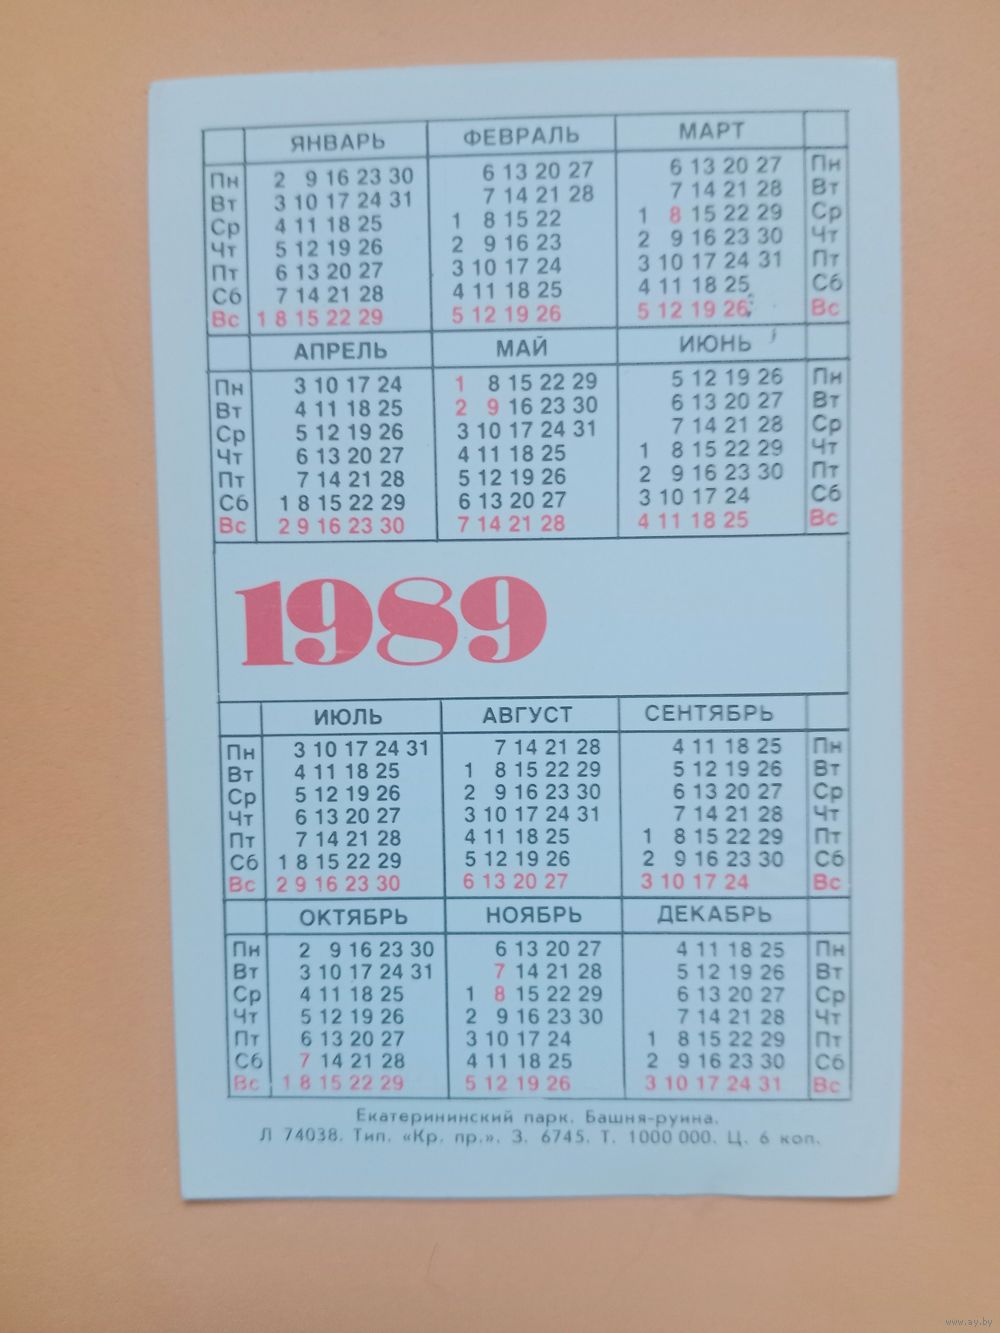 ЯНВАРЬ ФЕВРАЛЬ МАРТ
Пн 2 9 16 23 30 6 13 20 27 6 13 20 27 Пн
Вт 3 10 17 24 31 7 14 21 28 7 14 21 28 Вт
Ср 4 11 18 25 1 8 15 22 1 8 15 22 29 Ср
Чт 5 12 19 26 2 9 16 23 2 9 16 23 30 Чт
Пт 6 13 20 27 3 10 17 24 3 10 17 24 31 Пт
Сб 7 14 21 28 4 11 18 25 4 11 18 25 Сб
Вс 1 8 15 22 29 5 12 19 26 5 12 19 26 Вс
АПРЕЛЬ МАЙ ИЮНЬ
Пн 3 10 17 24 1 8 15 22 29 5 12 19 26 Пн
Вт 4 11 18 25 2 9 16 23 30 6 13 20 27 Вт
Ср 5 12 19 26 3 10 17 24 31 7 14 21 28 Ср
Чт 6 13 20 27 4 11 18 25 1 8 15 22 29 Чт
Пт 7 14 21 28 5 12 19 26 2 9 16 23 30 Пт
Сб 1 8 15 22 29 6 13 20 27 3 10 17 24 Сб
Вс 2 9 16 23 30 7 14 21 28 4 11 18 25 Вс
1989
ИЮЛЬ АВГУСТ СЕНТЯБРЬ
Пн 3 10 17 24 31 7 14 21 28 4 11 18 25 Пн
Вт 4 11 18 25 1 8 15 22 29 5 12 19 26 Вт
Ср 5 12 19 26 2 9 16 23 30 6 13 20 27 Ср
Чт 6 13 20 27 3 10 17 24 31 7 14 21 28 Чт
Пт 7 14 21 28 4 11 18 25 1 8 15 22 29 Пт
Сб 1 8 15 22 29 5 12 19 26 2 9 16 23 30 Сб
Вс 2 9 16 23 30 6 13 20 27 3 10 17 24 Вс
ОКТЯБРЬ НОЯБРЬ ДЕКАБРЬ
Пн 2 9 16 23 30 6 13 20 27 4 11 18 25 Пн
Вт 3 10 17 24 31 7 14 21 28 5 12 19 26 Вт
Ср 4 11 18 25 1 8 15 22 29 6 13 20 27 Ср
Чт 5 12 19 26 2 9 16 23 30 7 14 21 28 Чт
Пт 6 13 20 27 3 10 17 24 1 8 15 22 29 Пт
Сб 7 14 21 28 4 11 18 25 2 9 16 23 30 Сб
Вс 1 8 15 22 29 5 12 19 26 3 10 17 24 31 Вс
Екатерининский парк. Башня-руина.
Л 74038. Тип. «Кр. пр.». З. 6745. Т. 1000 000. Ц. 6 коп.
www.ay.by